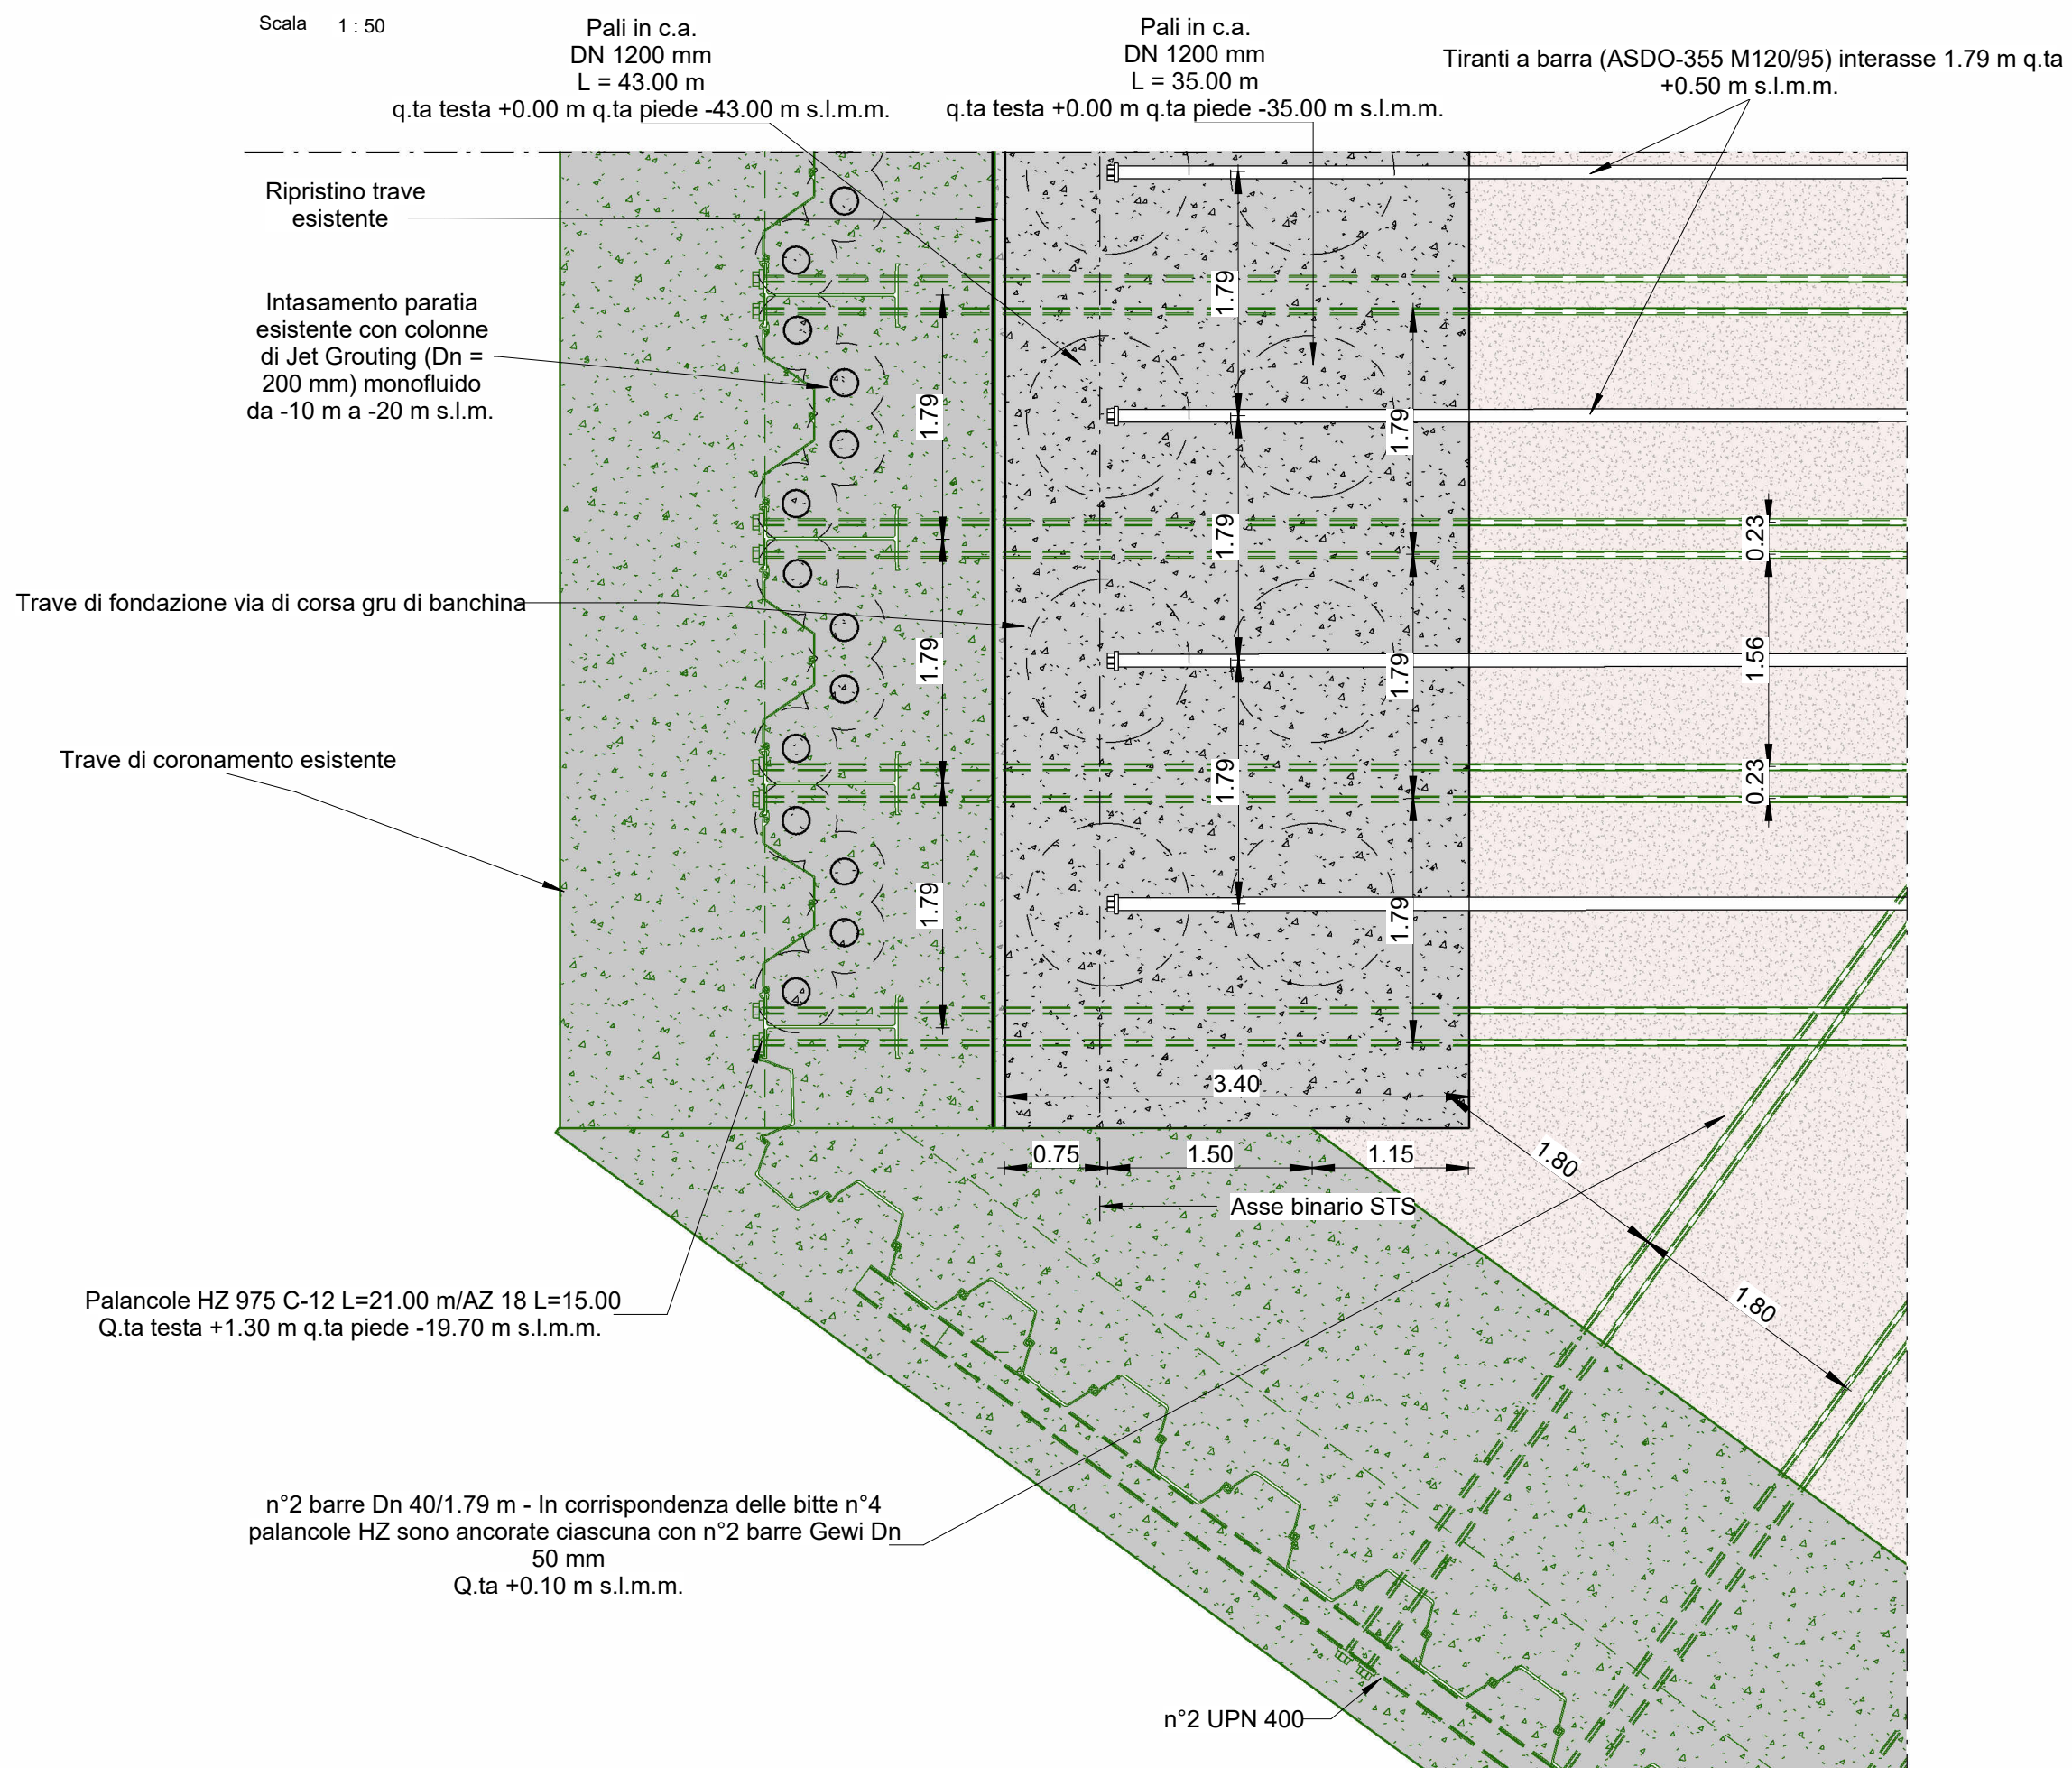 Scala 1 : 50
Pali in c.a.
DN 1200 mm
L = 43.00 m
q.ta testa +0.00 m q.ta piede -43.00 m s.l.m.m.
Pali in c.a.
DN 1200 mm
L = 35.00 m
q.ta testa +0.00 m q.ta piede -35.00 m s.l.m.m.
Tiranti a barra (ASDO-355 M120/95) interasse 1.79 m q.ta
+0.50 m s.l.m.m.
Ripristino trave
esistente
Intasamento paratia
esistente con colonne
di Jet Grouting (Dn =
200 mm) monofluido
da -10 m a -20 m s.l.m.
Trave di fondazione via di corsa gru di banchina
Trave di coronamento esistente
1.79
1.79
1.79
1.79
1.79
1.79
1.79
1.79
1.79
0.23
1.56
0.23
3.40
0.75
1.50
1.15
Asse binario STS
1.80
1.80
Palancole HZ 975 C-12 L=21.00 m/AZ 18 L=15.00
Q.ta testa +1.30 m q.ta piede -19.70 m s.l.m.m.
n°2 barre Dn 40/1.79 m - In corrispondenza delle bitte n°4
palancole HZ sono ancorate ciascuna con n°2 barre Gewi Dn
50 mm
Q.ta +0.10 m s.l.m.m.
n°2 UPN 400